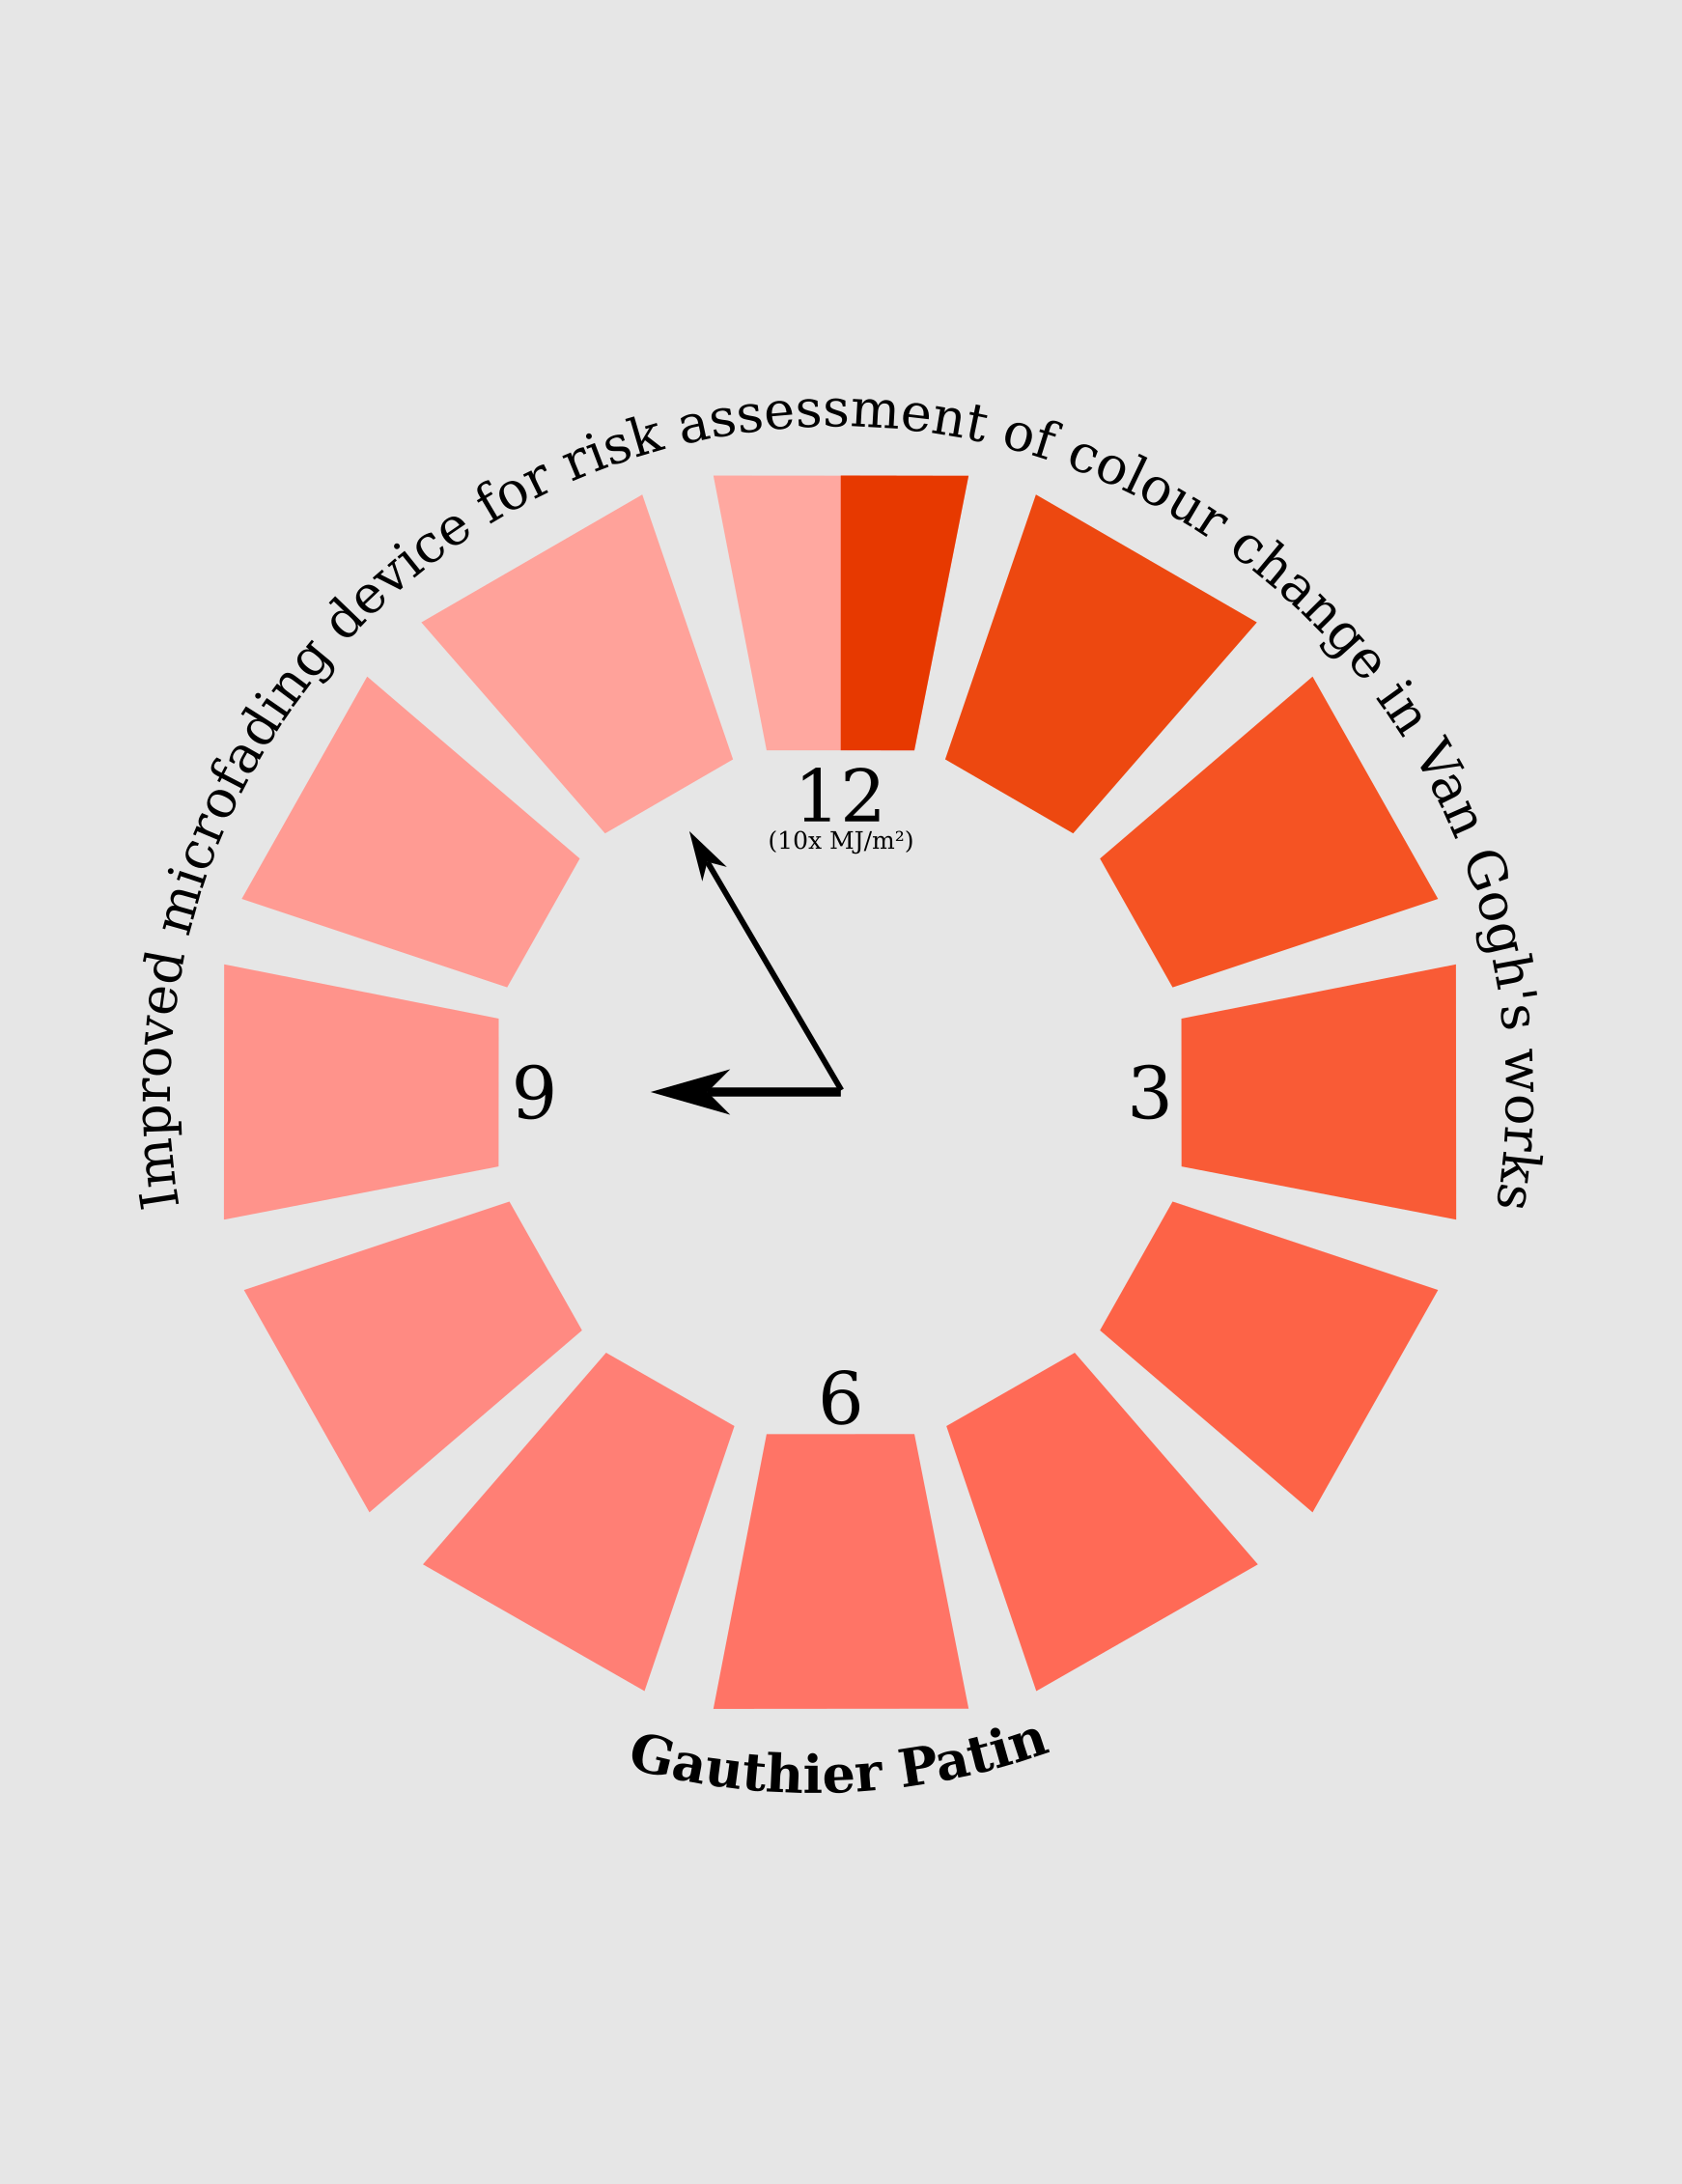 Improved microfading device for risk assessment of colour change in Van Gogh's works
12
(10x MJ/m²)
9
3
6
Gauthier Patin